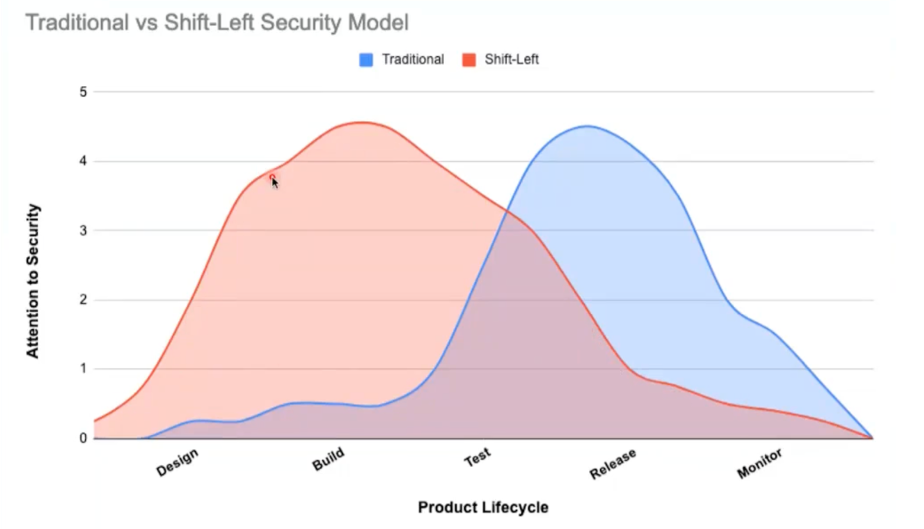 Traditional vs Shift-Left Security Model
Traditional
Shift-Left
5
4
3
2
1
0
Attention to Security
Design
Build
Test
Release
Monitor
Product Lifecycle